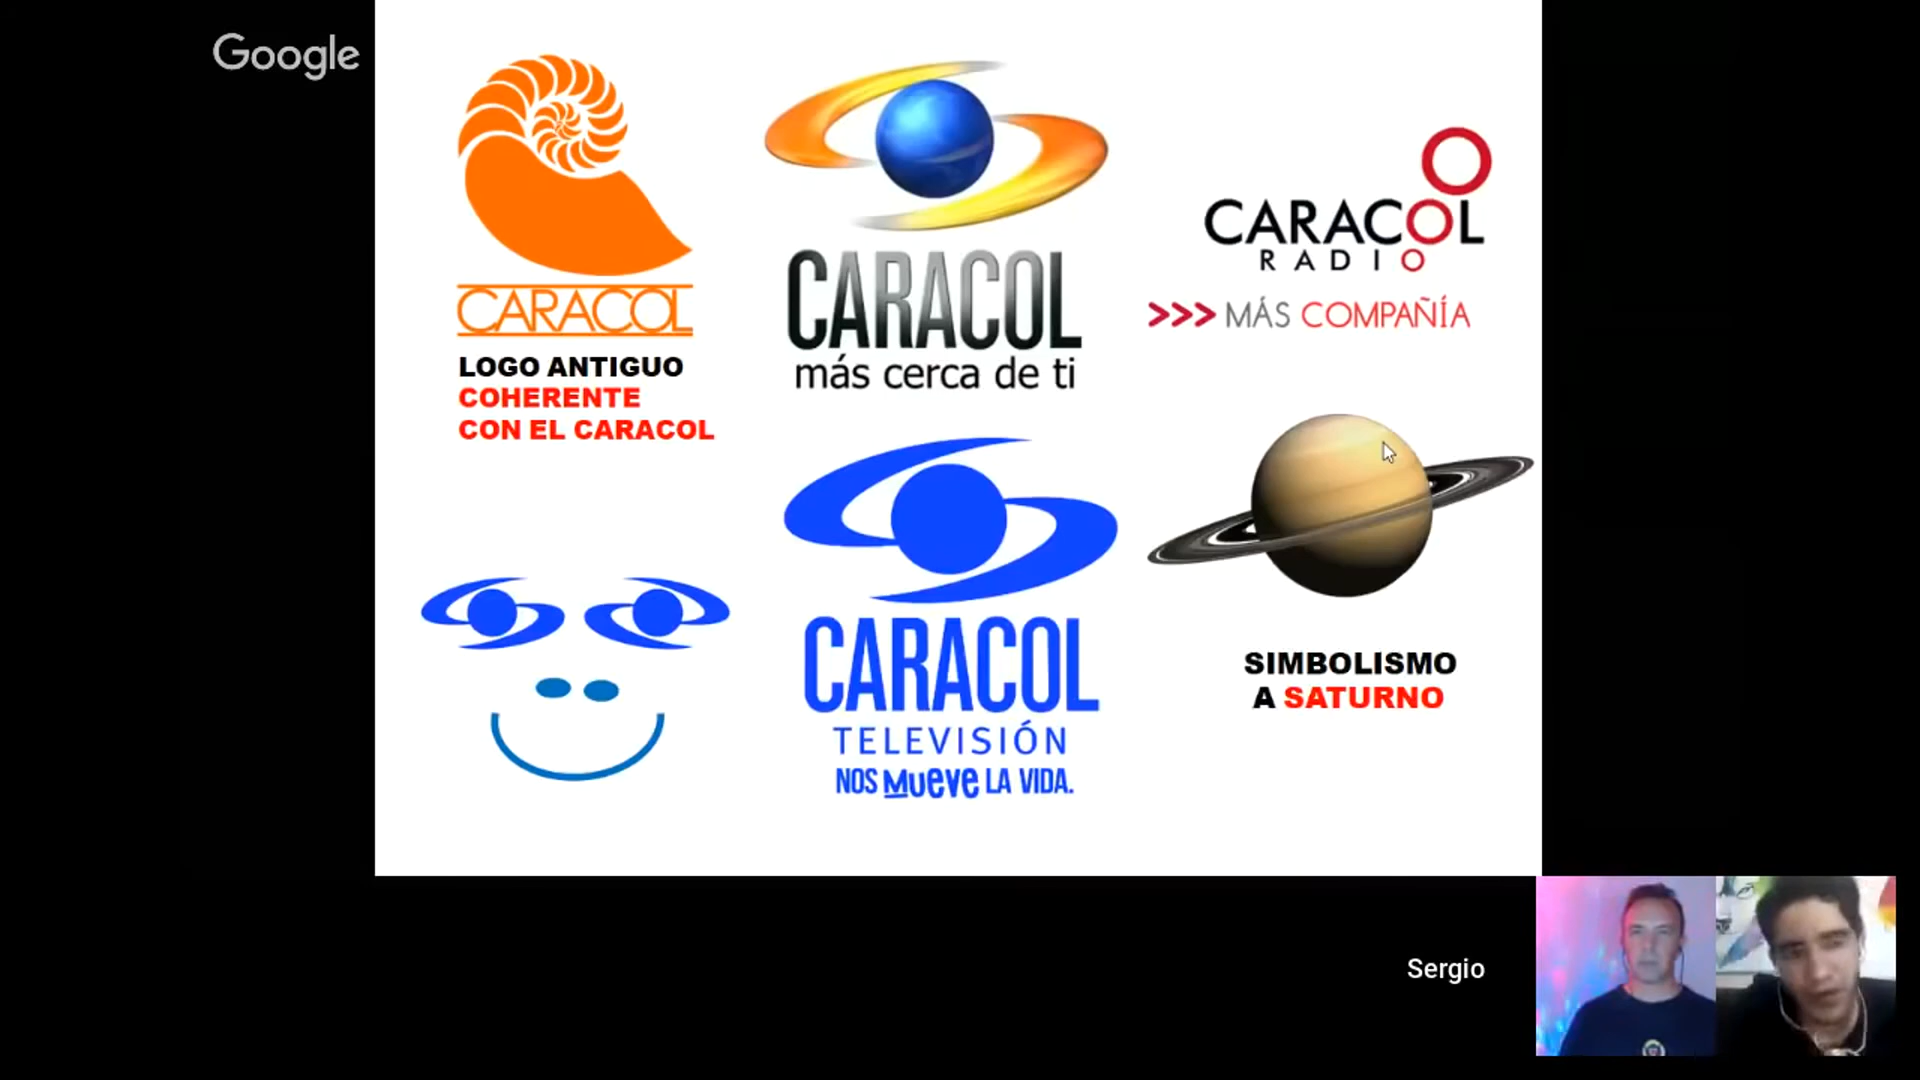 Google
CARACOL
LOGO ANTIGUO
COHERENTE
CON EL CARACOL
CARACOL
más cerca de ti
CARACOL
RADIO
>>> MÁS COMPAÑÍA
CARACOL
TELEVISIÓN
NOS MUeVe LA VIDA.
SIMBOLISMO
A SATURNO
Sergio